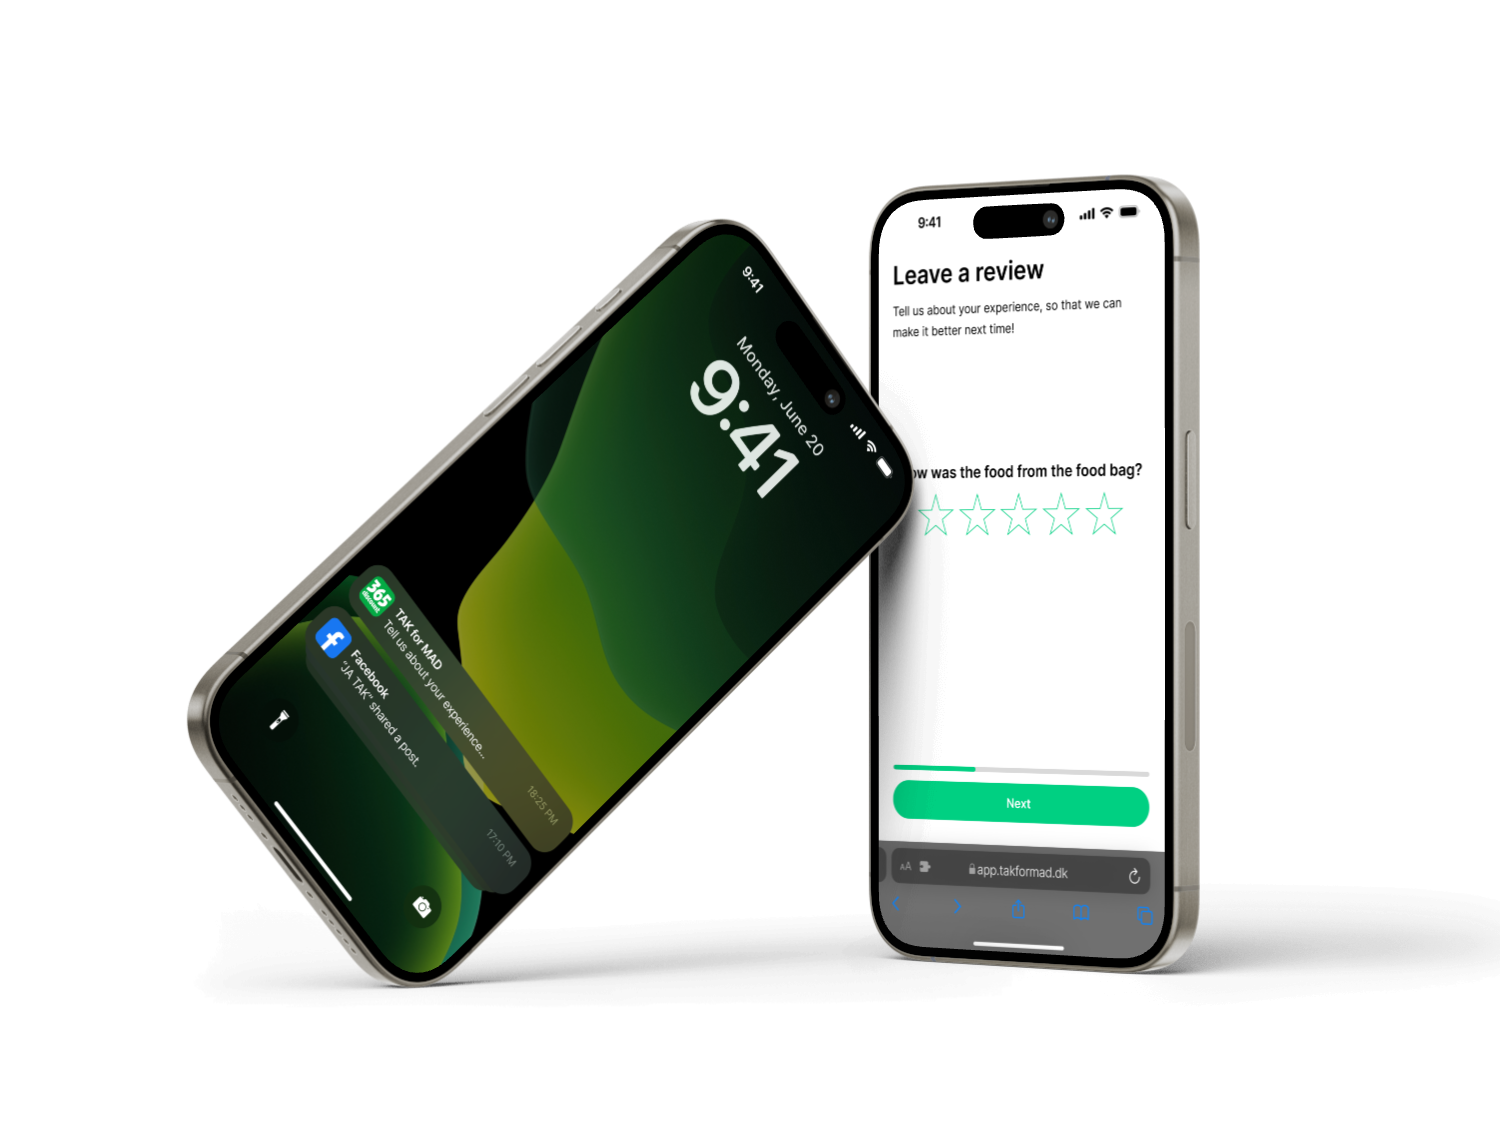 9:41
Monday, June 20
9:41
365
discount
TAK for MAD
Tell us about your experience...
18:25 PM
Facebook
"JA TAK" shared a post.
17:10 PM
9:41
Leave a review
Tell us about your experience, so that we can
make it better next time!
was the food from the food bag?
Next
AA
app.takformad.dk